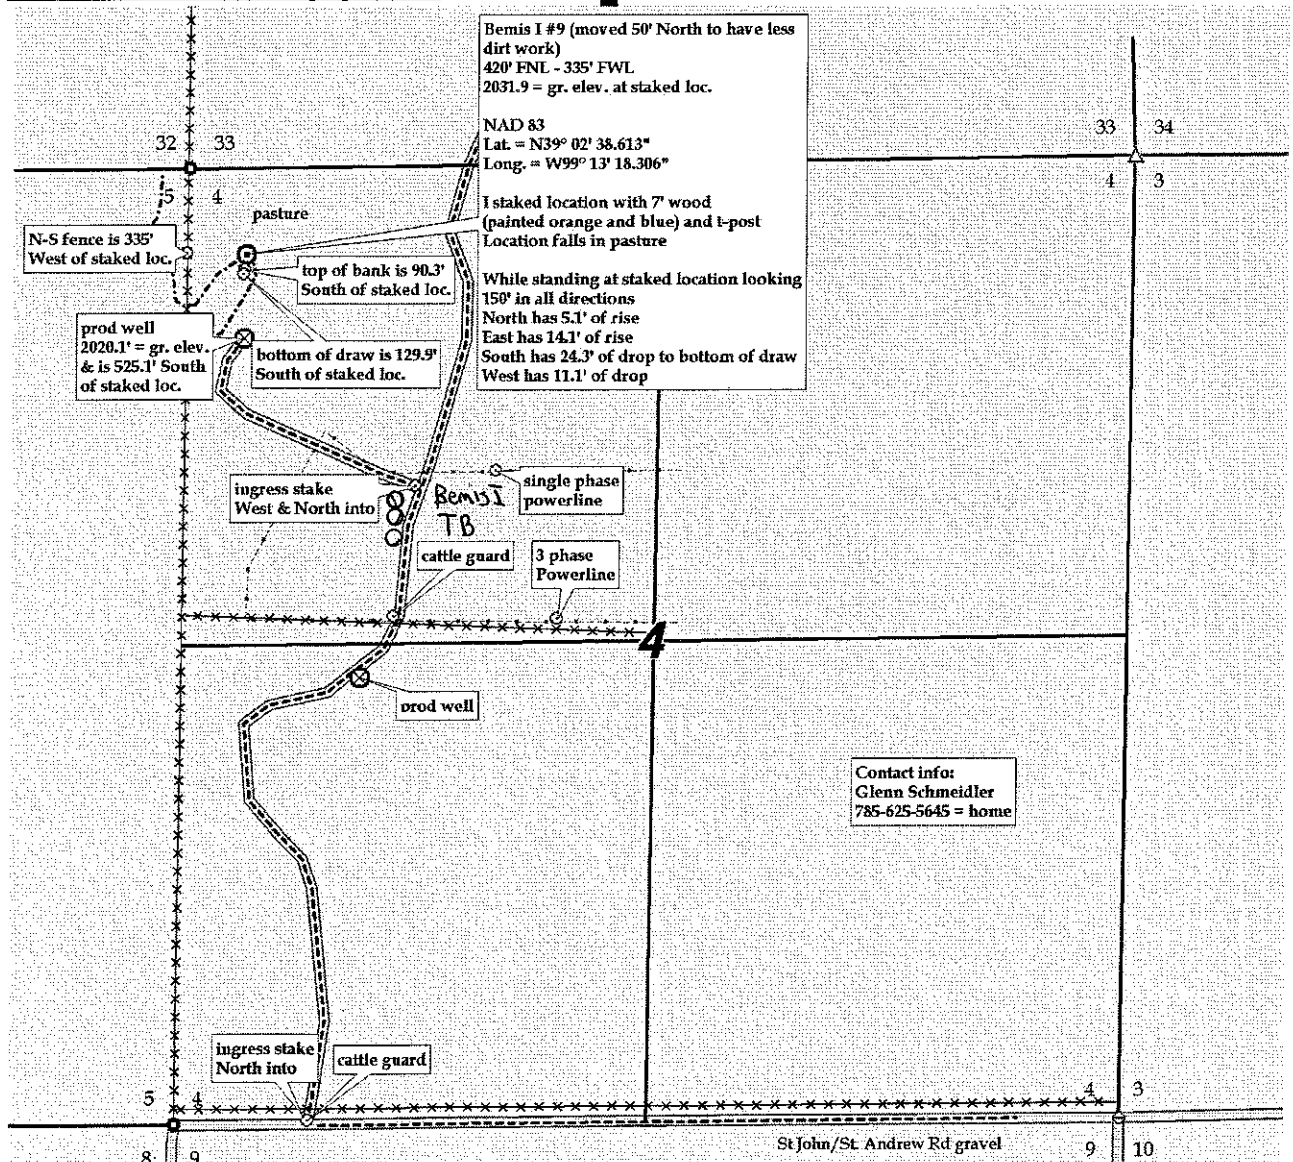 Bemis I #9 (moved 50' North to have less
dirt work)
420' FNL - 335' FWL
2031.9 = gr. elev. at staked loc.
NAD 83
Lat. = N39° 02' 38.613"
Long. = W99° 13' 18.306"
I staked location with 7' wood
(painted orange and blue) and t-post
Location falls in pasture
While standing at staked location looking
150' in all directions
North has 5.1' of rise
East has 14.1' of rise
South has 24.3' of drop to bottom of draw
West has 11.1' of drop
32 33
33 34
5 4
4 3
pasture
N-S fence is 335'
West of staked loc.
top of bank is 90.3'
South of staked loc.
prod well
2020.1' = gr. elev.
& is 525.1' South
of staked loc.
bottom of draw is 129.9'
South of staked loc.
ingress stake
West & North into
Bemis I
TB
single phase
powerline
cattle guard
3 phase
Powerline
4
prod well
Contact info:
Glenn Schmeidler
785-625-5645 = home
ingress stake
North into
cattle guard
5 4
4 3
St John/St. Andrew Rd gravel
8 9
9 10